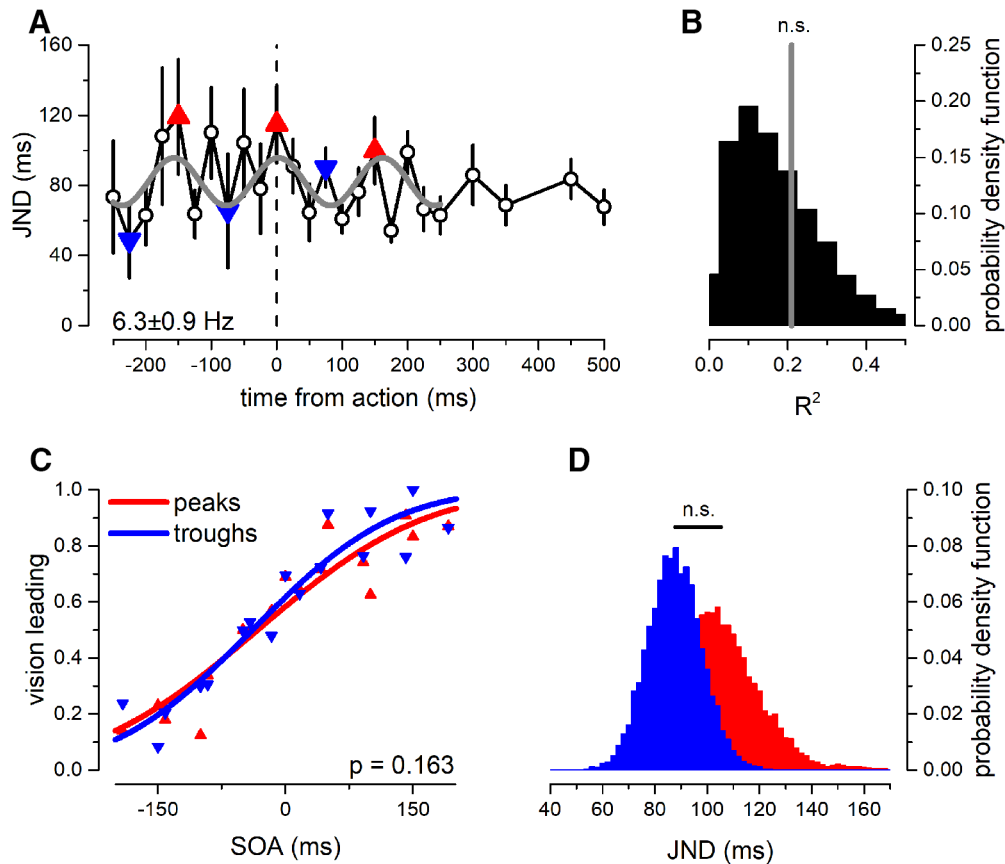 A
JND (ms)
160
120
80
40
0
6.3±0.9 Hz
-200
-100
0
100
200
300
400
500
time from action (ms)
B
n.s.
0.25
0.20
0.15
0.10
0.05
0.00
probability density function
0.0
0.2
0.4
R²
C
vision leading
1.0
0.8
0.6
0.4
0.2
0.0
peaks
troughs
p = 0.163
-150
0
150
SOA (ms)
D
n.s.
0.10
0.08
0.06
0.04
0.02
0.00
probability density function
40
60
80
100
120
140
160
JND (ms)